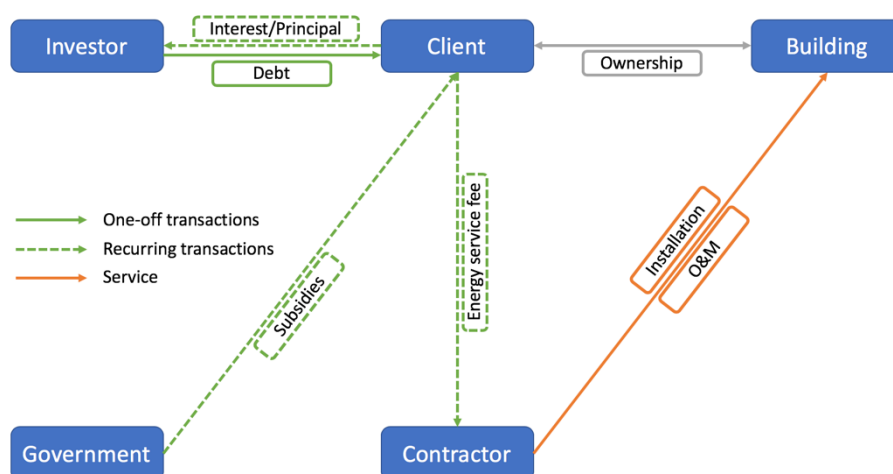 Investor
Interest/Principal
Client
Building
Debt
Ownership
One-off transactions
Recurring transactions
Service
Subsidies
Energy service fee
Installation
O&M
Government
Contractor